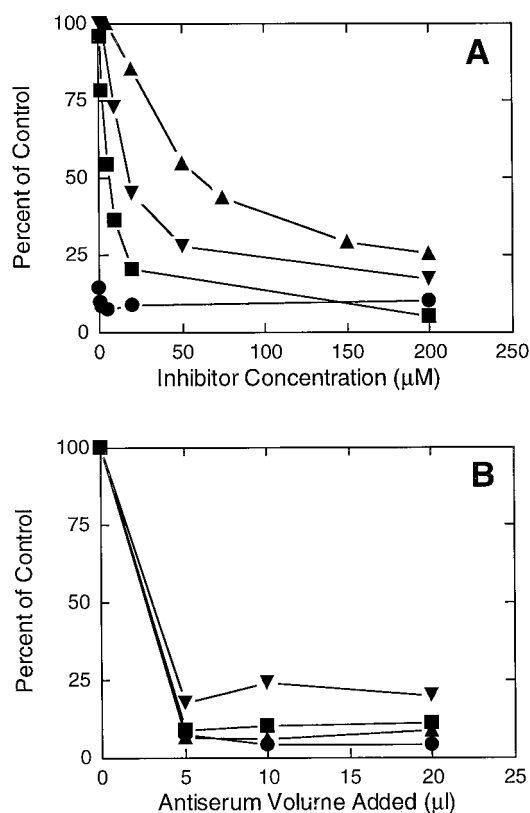 A
100
75
50
25
0
Percent of Control
0 50 100 150 200 250
Inhibitor Concentration (μM)
B
100
75
50
25
0
Percent of Control
0 5 10 15 20 25
Antiserum Volume Added (μl)